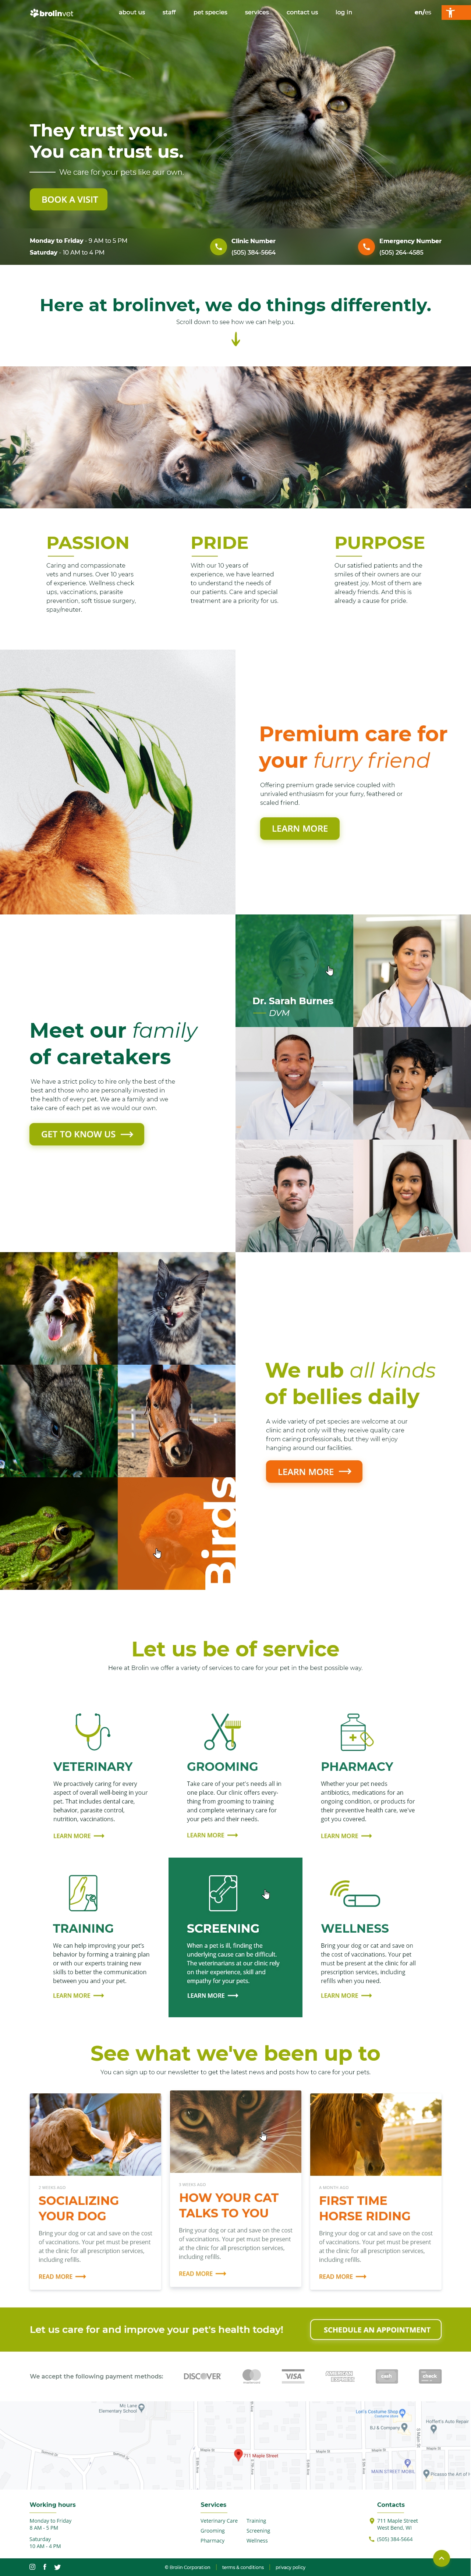 brolinvet
about us
staff
pet species
services
contact us
log in
en/es
They trust you.
You can trust us.
We care for your pets like our own.
BOOK A VISIT
Monday to Friday - 9 AM to 5 PM
Saturday - 10 AM to 4 PM
Clinic Number
(505) 384-5664
Emergency Number
(505) 264-4585
Here at brolinvet, we do things differently.
Scroll down to see how we can help you.
PASSION
Caring and compassionate
vets and nurses. Over 10 years
of experience. Wellness check
ups, vaccinations, parasite
prevention, soft tissue surgery,
spay/neuter.
PRIDE
With our 10 years of
experience, we have learned
to understand the needs of
our patients. Care and special
treatment are a priority for us.
PURPOSE
Our satisfied patients and the
smiles of their owners are our
greatest joy. Most of them are
already friends. And this is
already a cause for pride.
Premium care for
your furry friend
Offering premium grade service coupled with
unrivaled enthusiasm for your furry, feathered or
scaled friend.
LEARN MORE
Dr. Sarah Burnes
DVM
Meet our family
of caretakers
We have a strict policy to hire only the best of the
best and those who are personally invested in
the health of every pet. We are a family and we
take care of each pet as we would our own.
GET TO KNOW US
We rub all kinds
of bellies daily
A wide variety of pet species are welcome at our
clinic and not only will they receive quality care
from caring professionals, but they will enjoy
hanging around our facilities.
LEARN MORE
Birds
Let us be of service
Here at Brolin we offer a variety of services to care for your pet in the best possible way.
VETERINARY
We proactively caring for every
aspect of overall well-being in your
pet. That includes dental care,
behavior, parasite control,
nutrition, vaccinations.
LEARN MORE
GROOMING
Take care of your pet's needs all in
one place. Our clinic offers every-
thing from grooming to training
and complete veterinary care for
your pets and their needs.
LEARN MORE
PHARMACY
Whether your pet needs
antibiotics, medications for an
ongoing condition, or products for
their preventive health care, we've
got you covered.
LEARN MORE
TRAINING
We can help improving your pet's
behavior by forming a training plan
or with our experts training new
skills to better the communication
between you and your pet.
LEARN MORE
SCREENING
When a pet is ill, finding the
underlying cause can be difficult.
The veterinarians at our clinic rely
on their experience, skill and
empathy for your pets.
LEARN MORE
WELLNESS
Bring your dog or cat and save on
the cost of vaccinations. Your pet
must be present at the clinic for all
prescription services, including
refills when you need.
LEARN MORE
See what we've been up to
You can sign up to our newsletter to get the latest news and posts how to care for your pets.
2 WEEKS AGO
SOCIALIZING
YOUR DOG
Bring your dog or cat and save on the cost
of vaccinations. Your pet must be present
at the clinic for all prescription services,
including refills.
READ MORE
3 WEEKS AGO
HOW YOUR CAT
TALKS TO YOU
Bring your dog or cat and save on the cost
of vaccinations. Your pet must be present
at the clinic for all prescription services,
including refills.
READ MORE
A MONTH AGO
FIRST TIME
HORSE RIDING
Bring your dog or cat and save on the cost
of vaccinations. Your pet must be present
at the clinic for all prescription services,
including refills.
READ MORE
Let us care for and improve your pet's health today!
SCHEDULE AN APPOINTMENT
We accept the following payment methods:
DISCOVER
VISA
AMERICAN
EXPRESS
cash
check
Mc Lane
Elementary School
Lori's Costume Shop
Costume store
BJ & Company
Hafflett's Auto Repair
Summit St
Maple St
711 Maple Street
MAIN STREET MOBIL
Picasso the Art of
Working hours
Monday to Friday
8 AM - 5 PM
Saturday
10 AM - 4 PM
Services
Veterinary Care
Grooming
Pharmacy
Training
Screening
Wellness
Contacts
711 Maple Street
West Bend, WI
(505) 384-5664
© Brolin Corporation
terms & conditions
privacy policy